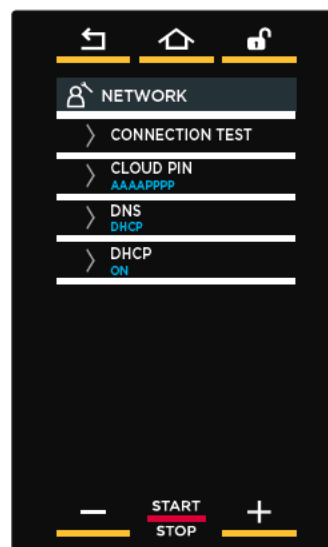 NETWORK
CONNECTION TEST
CLOUD PIN
AAAAPPPP
DNS
DHCP
DHCP
ON
START
STOP